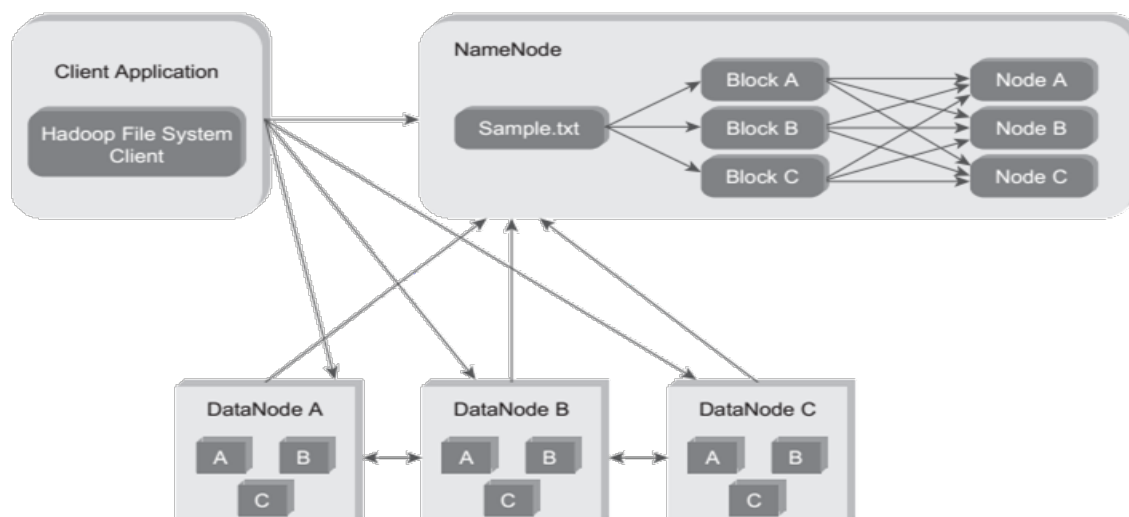 Client Application
Hadoop File System
Client
NameNode
Sample.txt
Block A
Block B
Block C
Node A
Node B
Node C
DataNode A
A
B
C
DataNode B
A
B
C
DataNode C
A
B
C